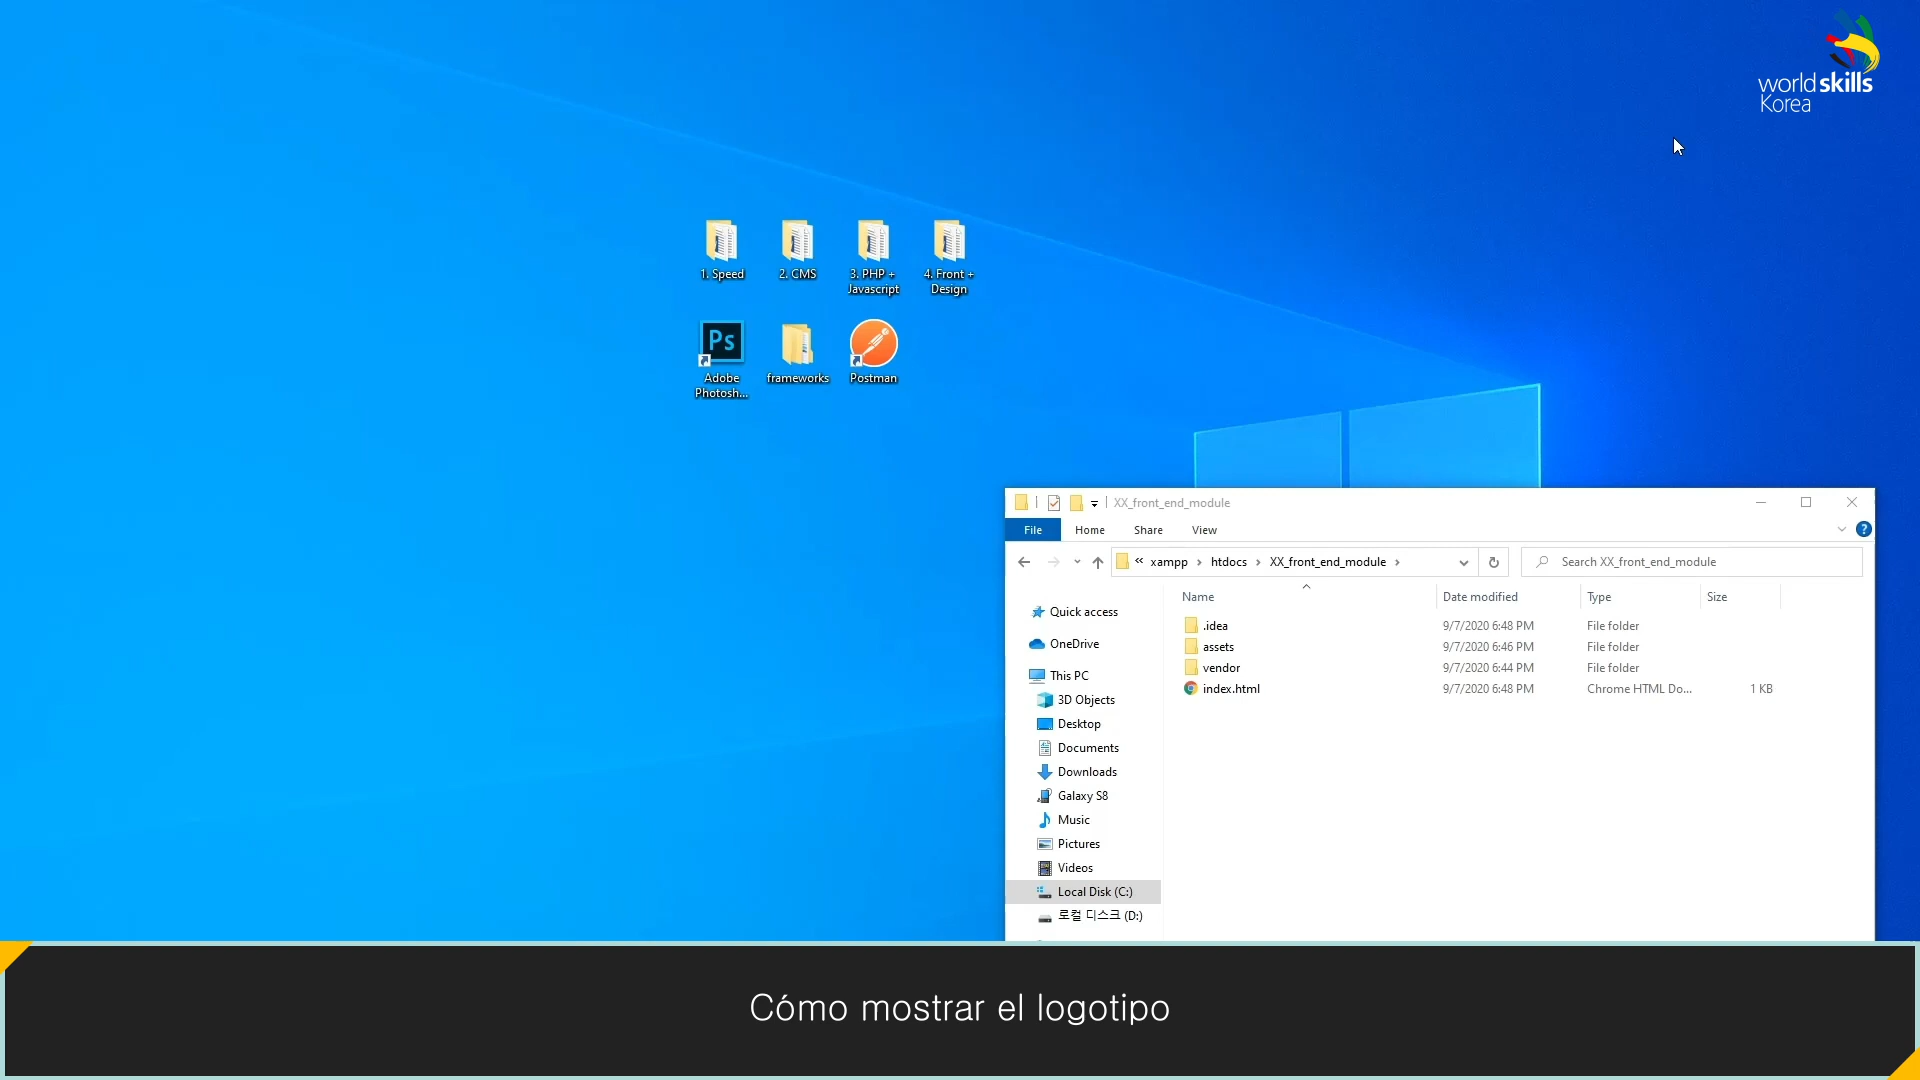 worldskills
Korea
1. Speed
2. CMS
3. PHP +
Javascript
4. Front +
Design
Ps
Adobe
Photosh...
frameworks
Postman
XX_front_end_module
File
Home
Share
View
?
« xampp › htdocs › XX_front_end_module ›
Search XX_front_end_module
Name
Date modified
Type
Size
Quick access
OneDrive
This PC
3D Objects
Desktop
Documents
Downloads
Galaxy S8
Music
Pictures
Videos
Local Disk (C:)
로컬 디스크 (D:)
.idea 9/7/2020 6:48 PM File folder
assets 9/7/2020 6:46 PM File folder
vendor 9/7/2020 6:44 PM File folder
index.html 9/7/2020 6:48 PM Chrome HTML Do... 1 KB
Cómo mostrar el logotipo